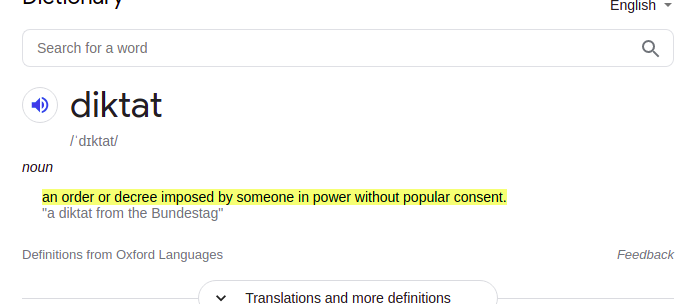 Dictionary
English
Search for a word
diktat
/ˈdɪktat/
noun
an order or decree imposed by someone in power without popular consent.
"a diktat from the Bundestag"
Definitions from Oxford Languages
Feedback
Translations and more definitions